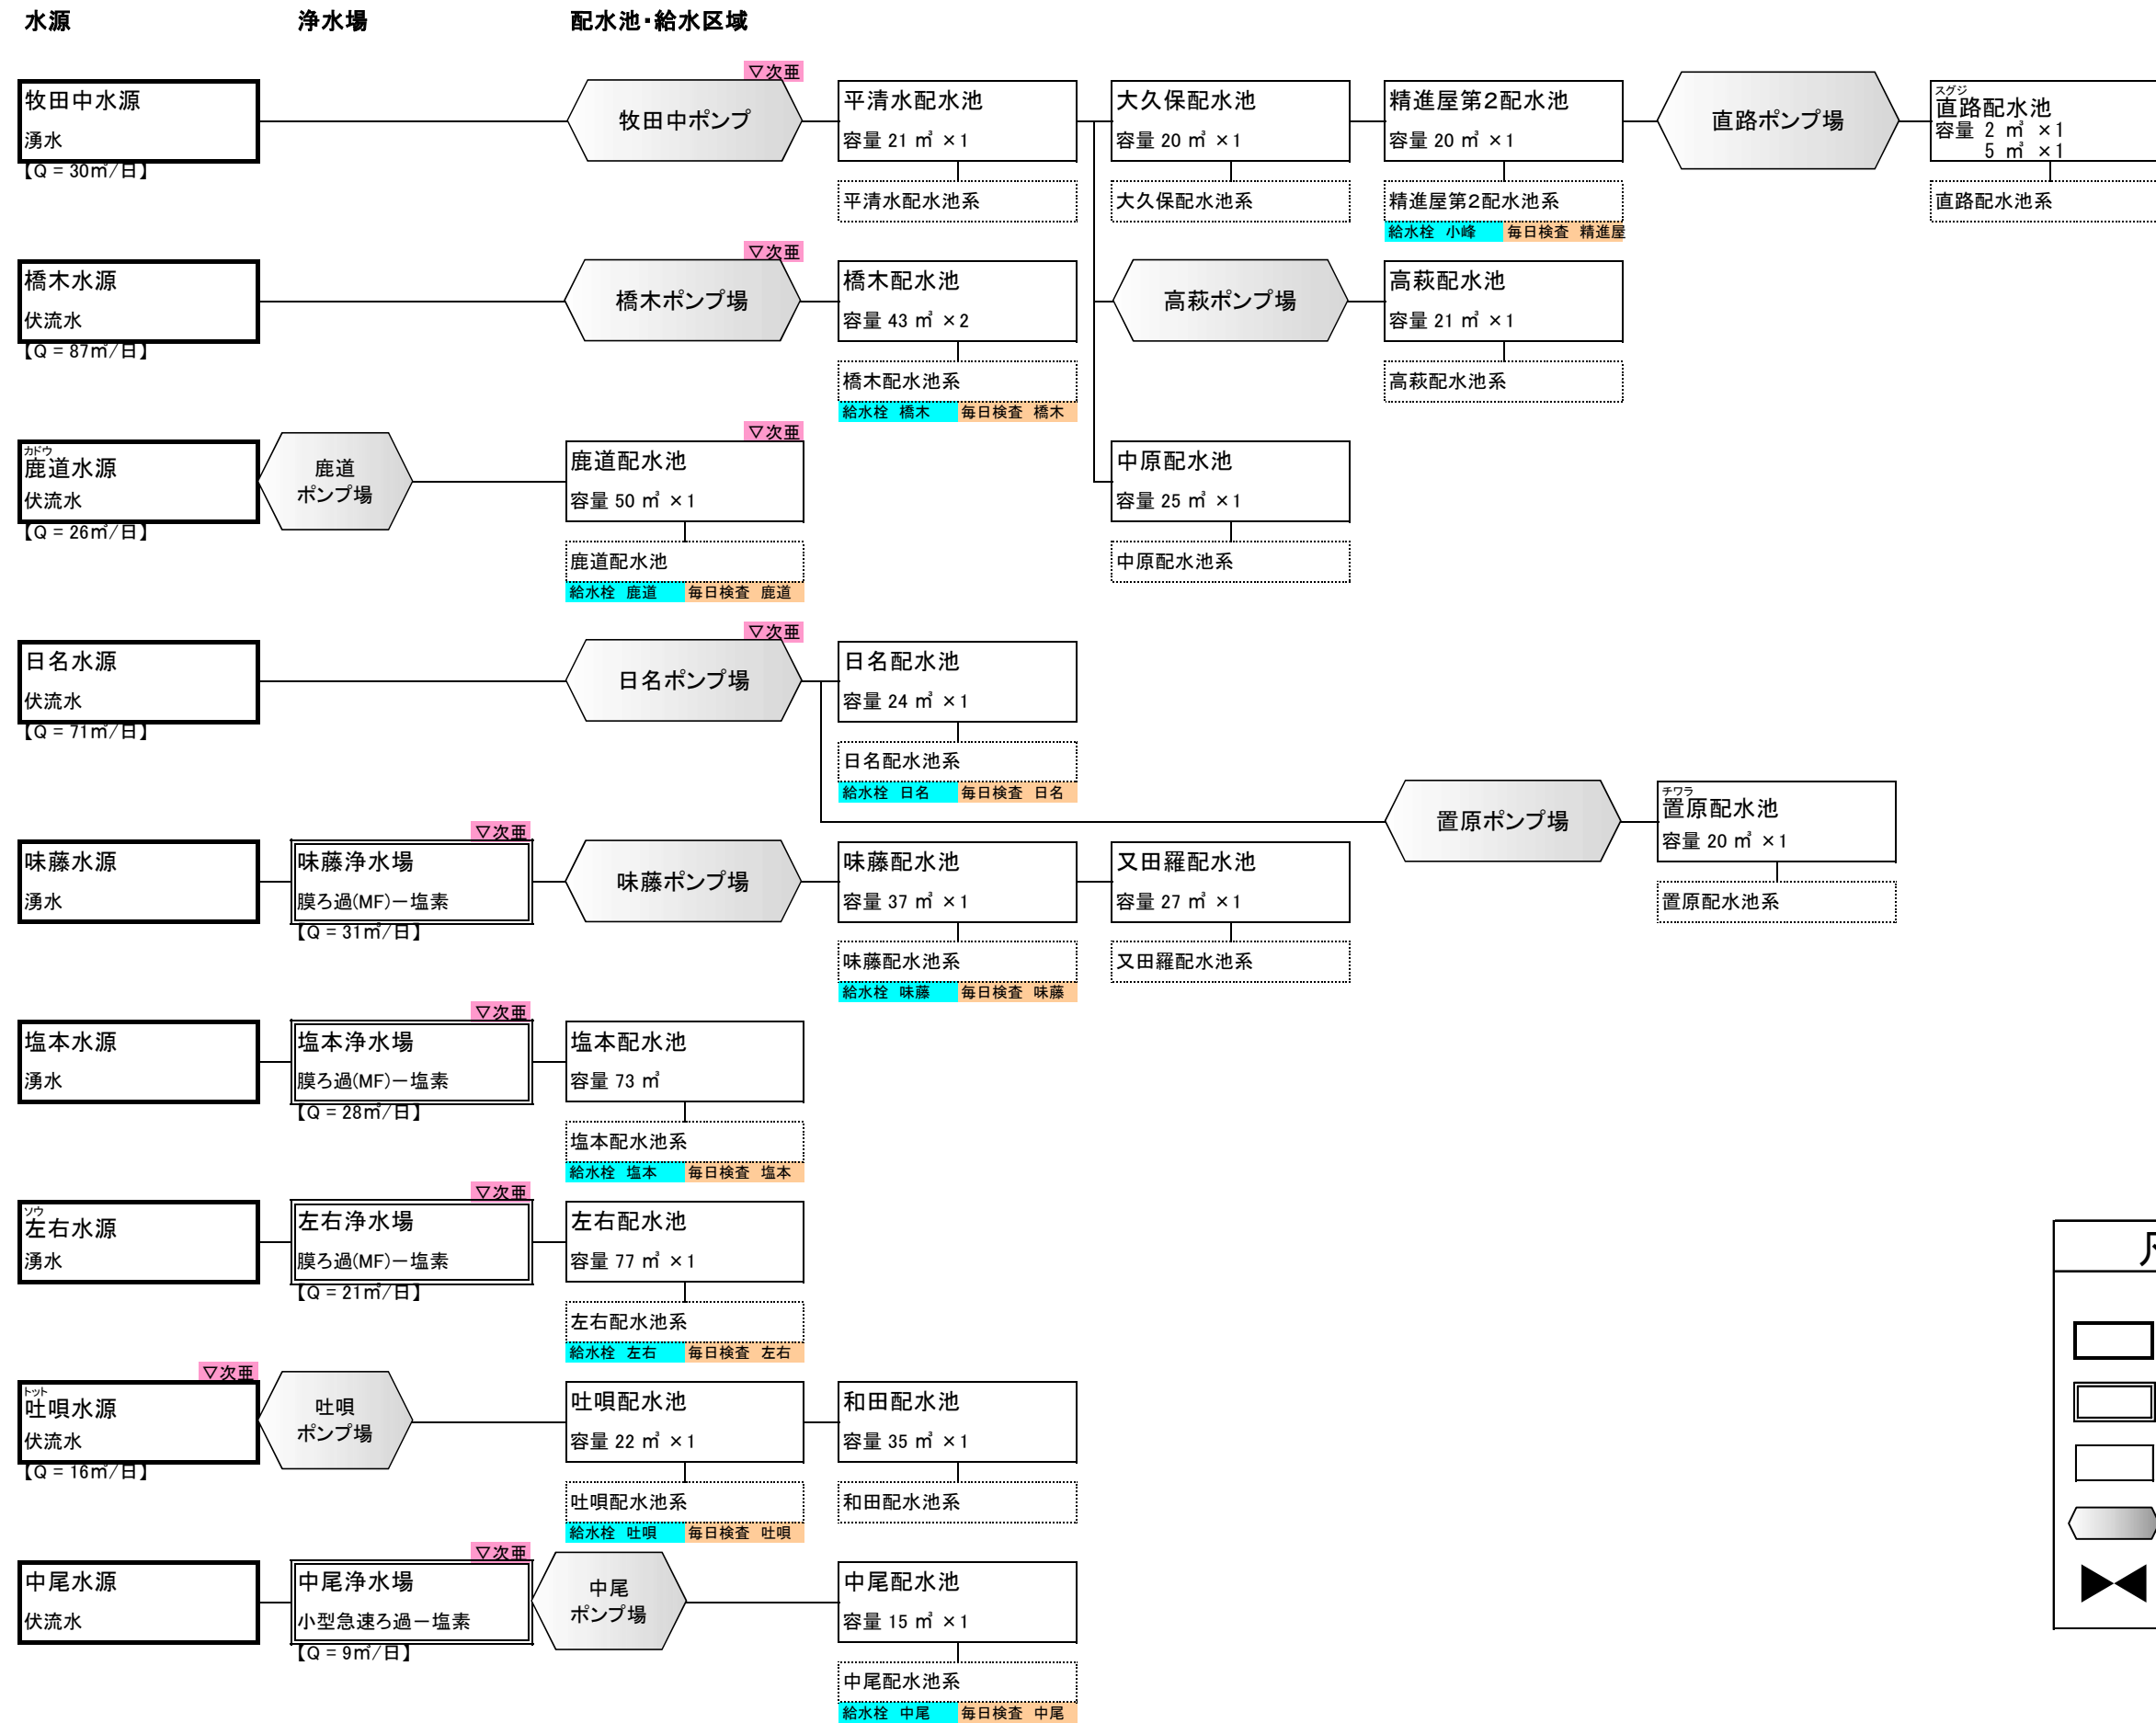 水源 浄水場 配水池・給水区域
▽次亜
牧田中水源
湧水
【Q = 30㎥/日】
牧田中ポンプ
平清水配水池
容量 21 ㎥ ×1
平清水配水池系
大久保配水池
容量 20 ㎥ ×1
大久保配水池系
精進屋第2配水池
容量 20 ㎥ ×1
精進屋第2配水池系
給水栓 小峰 毎日検査 精進屋
直路ポンプ場
スグジ
直路配水池
容量 2 ㎥ ×1
5 ㎥ ×1
直路配水池系
▽次亜
橋木水源
伏流水
【Q = 87㎥/日】
橋木ポンプ場
橋木配水池
容量 43 ㎥ ×2
橋木配水池系
給水栓 橋木 毎日検査 橋木
高萩ポンプ場
高萩配水池
容量 21 ㎥ ×1
高萩配水池系
▽次亜
カドウ
鹿道水源
伏流水
【Q = 26㎥/日】
鹿道
ポンプ場
鹿道配水池
容量 50 ㎥ ×1
鹿道配水池
給水栓 鹿道 毎日検査 鹿道
中原配水池
容量 25 ㎥ ×1
中原配水池系
▽次亜
日名水源
伏流水
【Q = 71㎥/日】
日名ポンプ場
日名配水池
容量 24 ㎥ ×1
日名配水池系
給水栓 日名 毎日検査 日名
置原ポンプ場
チワラ
置原配水池
容量 20 ㎥ ×1
置原配水池系
▽次亜
味藤水源
湧水
味藤浄水場
膜ろ過(MF)－塩素
【Q = 31㎥/日】
味藤ポンプ場
味藤配水池
容量 37 ㎥ ×1
味藤配水池系
給水栓 味藤 毎日検査 味藤
又田羅配水池
容量 27 ㎥ ×1
又田羅配水池系
▽次亜
塩本水源
湧水
塩本浄水場
膜ろ過(MF)－塩素
【Q = 28㎥/日】
塩本配水池
容量 73 ㎥
塩本配水池系
給水栓 塩本 毎日検査 塩本
▽次亜
ソウ
左右水源
湧水
左右浄水場
膜ろ過(MF)－塩素
【Q = 21㎥/日】
左右配水池
容量 77 ㎥ ×1
左右配水池系
給水栓 左右 毎日検査 左右
▽次亜
トット
吐唄水源
伏流水
【Q = 16㎥/日】
吐唄
ポンプ場
吐唄配水池
容量 22 ㎥ ×1
吐唄配水池系
給水栓 吐唄 毎日検査 吐唄
和田配水池
容量 35 ㎥ ×1
和田配水池系
▽次亜
中尾水源
伏流水
中尾浄水場
小型急速ろ過－塩素
【Q = 9㎥/日】
中尾
ポンプ場
中尾配水池
容量 15 ㎥ ×1
中尾配水池系
給水栓 中尾 毎日検査 中尾